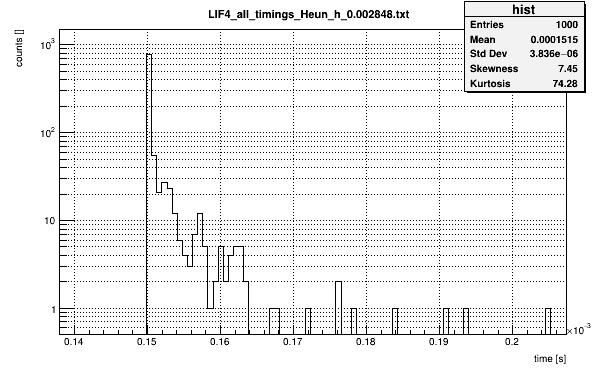 LIF4_all_timings_Heun_h_0.002848.txt
hist
Entries 1000
Mean 0.0001515
Std Dev 3.836e−06
Skewness 7.45
Kurtosis 74.28
counts []
10³
10²
10
1
0.14 0.15 0.16 0.17 0.18 0.19 0.2
×10⁻³
time [s]